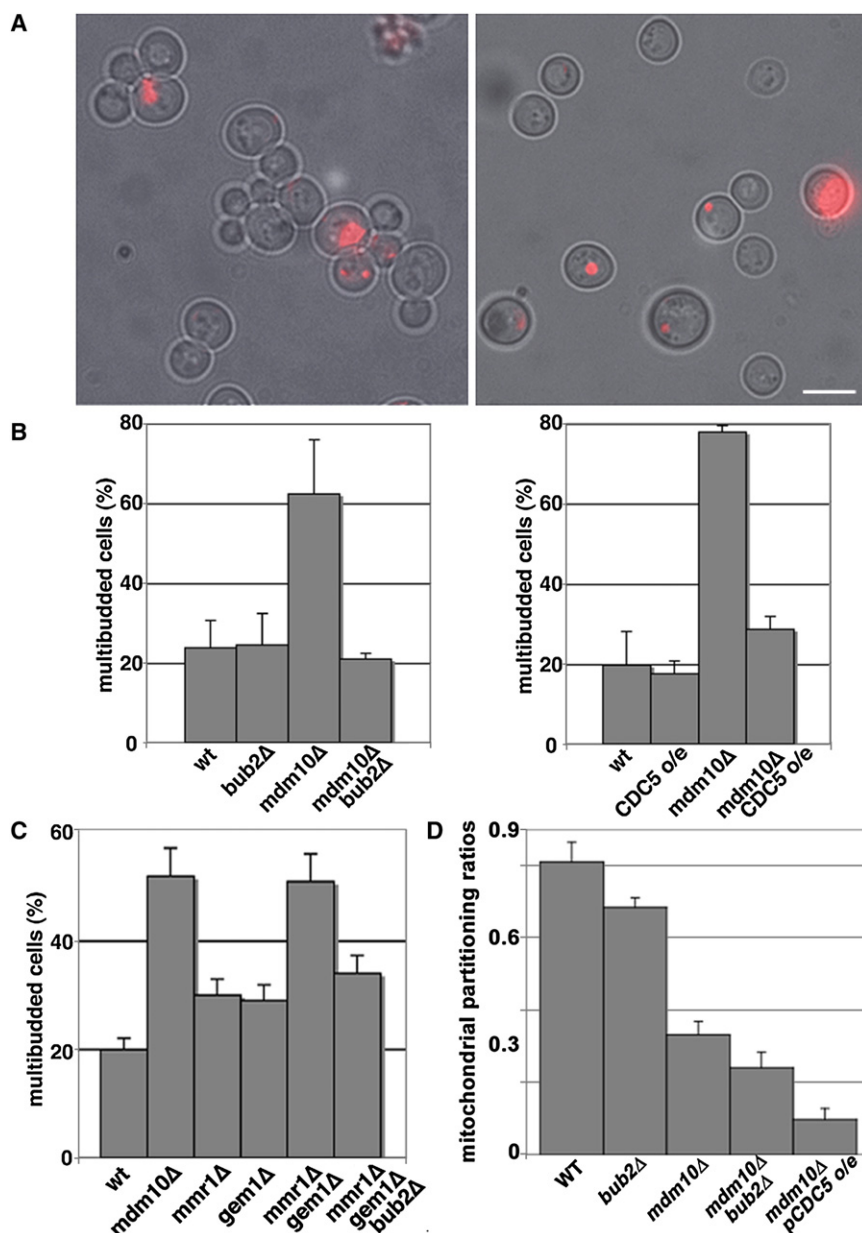 A
B
multibudded cells (%)
80
60
40
20
0
wt
bub2Δ
mdm10Δ
mdm10Δ
bub2Δ
multibudded cells (%)
80
60
40
20
0
wt
CDC5 o/e
mdm10Δ
mdm10Δ
CDC5 o/e
C
multibudded cells (%)
60
40
20
0
wt
mdm10Δ
mmr1Δ
gem1Δ
mmr1Δ
gem1Δ
mmr1Δ
gem1Δ
bub2Δ
D
mitochondrial partitioning ratios
0.9
0.6
0.3
0
WT
bub2Δ
mdm10Δ
mdm10Δ
bub2Δ
mdm10Δ
pCDC5 o/e